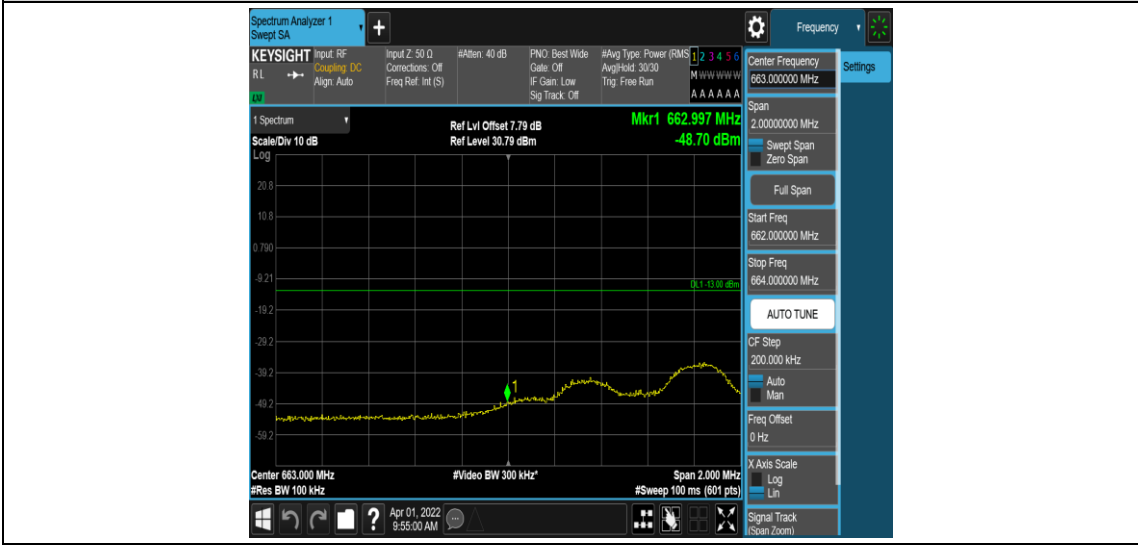 Spectrum Analyzer 1
Swept SA
+
Frequency
KEYSIGHT
RL
LXI
Input: RF
Coupling: DC
Align: Auto
Input Z: 50 Ω
Corrections: Off
Freq Ref: Int (S)
#Atten: 40 dB
PNO: Best Wide
Gate: Off
IF Gain: Low
Sig Track: Off
#Avg Type: Power (RMS
Avg|Hold: 30/30
Trig: Free Run
1 2 3 4 5 6
M W W W W W
A A A A A A
1 Spectrum
Scale/Div 10 dB
Log
Ref Lvl Offset 7.79 dB
Ref Level 30.79 dBm
Mkr1 662.997 MHz
-48.70 dBm
20.8
10.8
0.790
-9.21
DL1 -13.00 dBm
-19.2
-29.2
-39.2
1
-49.2
-59.2
Center 663.000 MHz
#Video BW 300 kHz*
Span 2.000 MHz
#Res BW 100 kHz
#Sweep 100 ms (601 pts)
?
Apr 01, 2022
9:55:00 AM
Center Frequency
663.000000 MHz
Settings
Span
2.00000000 MHz
Swept Span
Zero Span
Full Span
Start Freq
662.000000 MHz
Stop Freq
664.000000 MHz
AUTO TUNE
CF Step
200.000 kHz
Auto
Man
Freq Offset
0 Hz
X Axis Scale
Log
Lin
Signal Track
(Span Zoom)